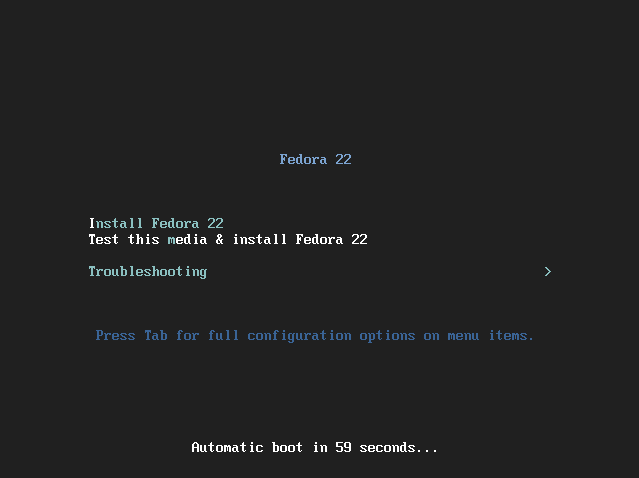 Fedora 22
Install Fedora 22
Test this media & install Fedora 22
Troubleshooting >
Press Tab for full configuration options on menu items.
Automatic boot in 59 seconds...